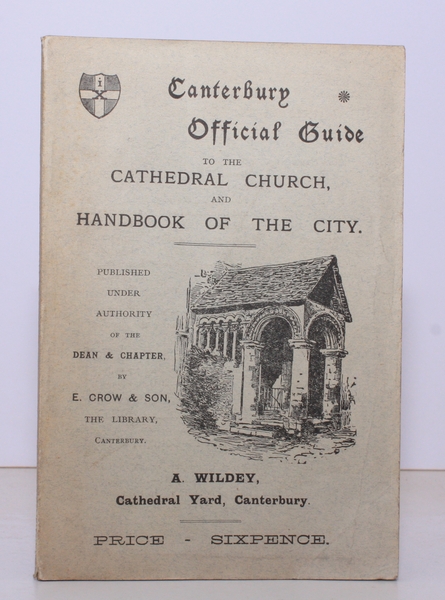 Canterbury
Official Guide
TO THE
CATHEDRAL CHURCH,
AND
HANDBOOK OF THE CITY.
PUBLISHED
UNDER
AUTHORITY
OF THE
DEAN & CHAPTER,
BY
E. CROW & SON,
THE LIBRARY,
CANTERBURY.
A. WILDEY,
Cathedral Yard, Canterbury.
PRICE - SIXPENCE.